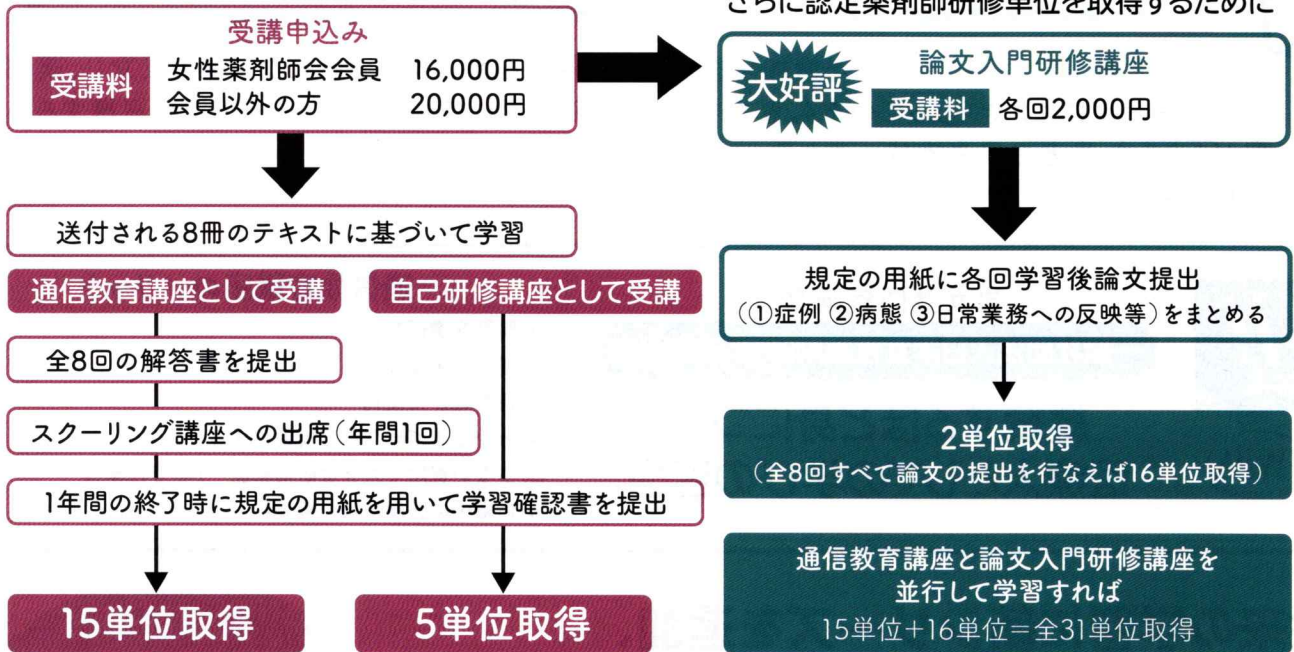 受講申込み
受講料
女性薬剤師会会員 16,000円
会員以外の方 20,000円
送付される8冊のテキストに基づいて学習
通信教育講座として受講
自己研修講座として受講
全8回の解答書を提出
スクーリング講座への出席(年間1回)
1年間の終了時に規定の用紙を用いて学習確認書を提出
15単位取得
5単位取得
さらに認定薬剤師研修単位を取得するために
大好評
論文入門研修講座
受講料 各回2,000円
規定の用紙に各回学習後論文提出
(①症例 ②病態 ③日常業務への反映等)をまとめる
2単位取得
(全8回すべて論文の提出を行なえば16単位取得)
通信教育講座と論文入門研修講座を
並行して学習すれば
15単位+16単位=全31単位取得